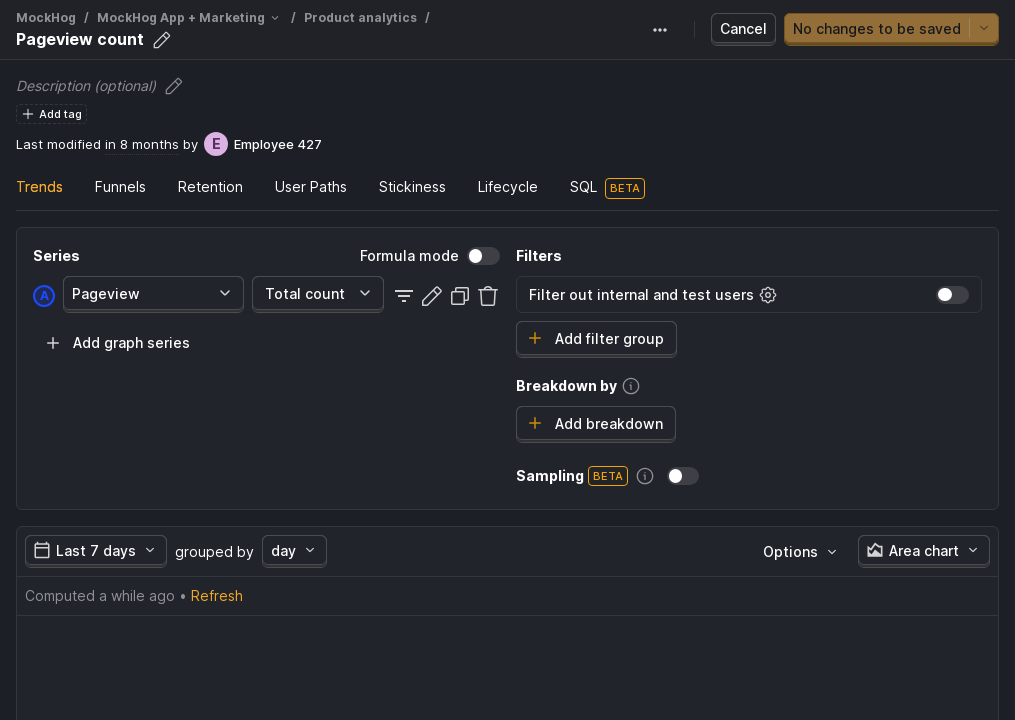 MockHog / MockHog App + Marketing / Product analytics /
Pageview count
Cancel
No changes to be saved
Description (optional)
Add tag
Last modified in 8 months by E Employee 427
Trends Funnels Retention User Paths Stickiness Lifecycle SQL BETA
Series
Formula mode
A Pageview Total count
Add graph series
Filters
Filter out internal and test users
Add filter group
Breakdown by
Add breakdown
Sampling BETA
Last 7 days grouped by day
Options
Area chart
Computed a while ago • Refresh